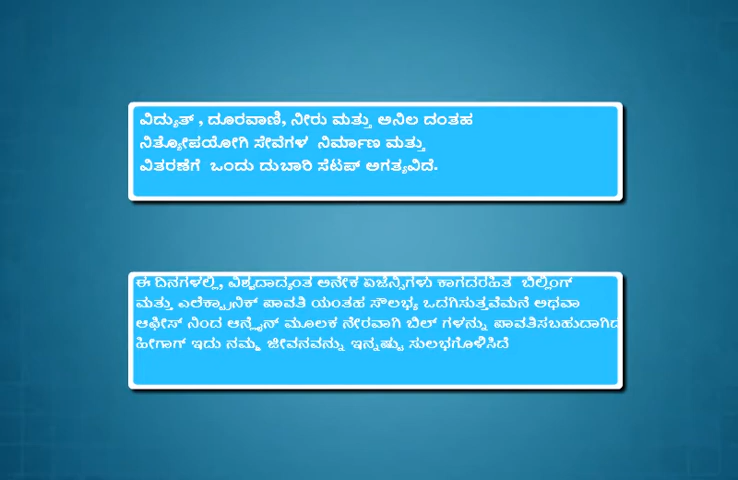 ವಿದ್ಯುತ್ , ದೂರವಾಣಿ, ನೀರು ಮತ್ತು ಅನಿಲ ದಂತಹ
ನಿತ್ಯೋಪಯೋಗಿ ಸೇವೆಗಳ ನಿರ್ಮಾಣ ಮತ್ತು
ವಿತರಣೆಗೆ ಒಂದು ದುಬಾರಿ ಸೆಟಪ್ ಅಗತ್ಯವಿದೆ.
ಈ ದಿನಗಳಲ್ಲಿ, ವಿಶ್ವದಾದ್ಯಂತ ಅನೇಕ ಏಜೆನ್ಸಿಗಳು ಕಾಗದರಹಿತ ಬಿಲ್ಲಿಂಗ್
ಮತ್ತು ಎಲೆಕ್ಟ್ರಾನಿಕ್ ಪಾವತಿ ಯಂತಹ ಸೌಲಭ್ಯ ಒದಗಿಸುತ್ತವೆಮನೆ ಅಥವಾ
ಆಫೀಸ್ ನಿಂದ ಆನ್ಲೈನ್ ಮೂಲಕ ನೇರವಾಗಿ ಬಿಲ್ ಗಳನ್ನು ಪಾವತಿಸಬಹುದಾಗಿದೆ
ಹೀಗಾಗ್ ಇದು ನಮ್ಮ ಜೀವನವನ್ನು ಇನ್ನಷ್ಟು ಸುಲಭಗೊಳಿಸಿದೆ